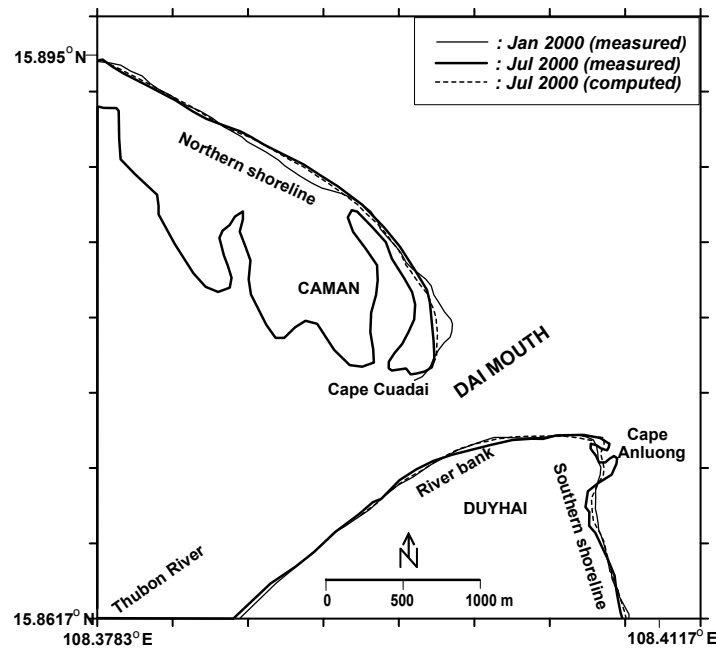 15.895° N
: Jan 2000 (measured)
: Jul 2000 (measured)
: Jul 2000 (computed)
Northern shoreline
CAMAN
DAI MOUTH
Cape Cuadai
Cape
Anluong
River bank
DUYHAI
Southern shoreline
N
Thubon River
0 500 1000 m
15.8617° N
108.3783° E
108.4117° E